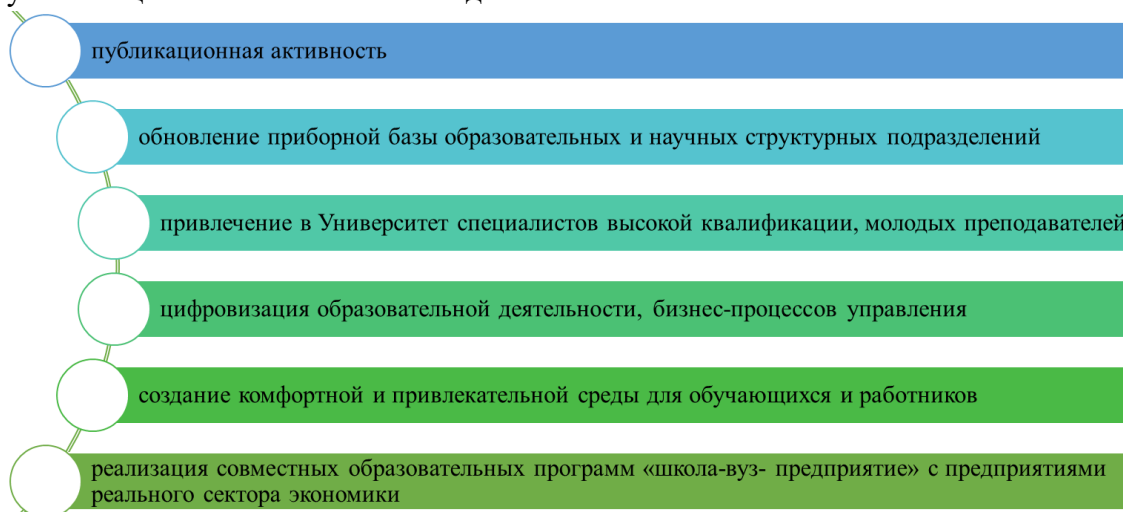 публикационная активность
обновление приборной базы образовательных и научных структурных подразделений
привлечение в Университет специалистов высокой квалификации, молодых преподавателей
цифровизация образовательной деятельности, бизнес-процессов управления
создание комфортной и привлекательной среды для обучающихся и работников
реализация совместных образовательных программ «школа-вуз- предприятие» с предприятиями
реального сектора экономики